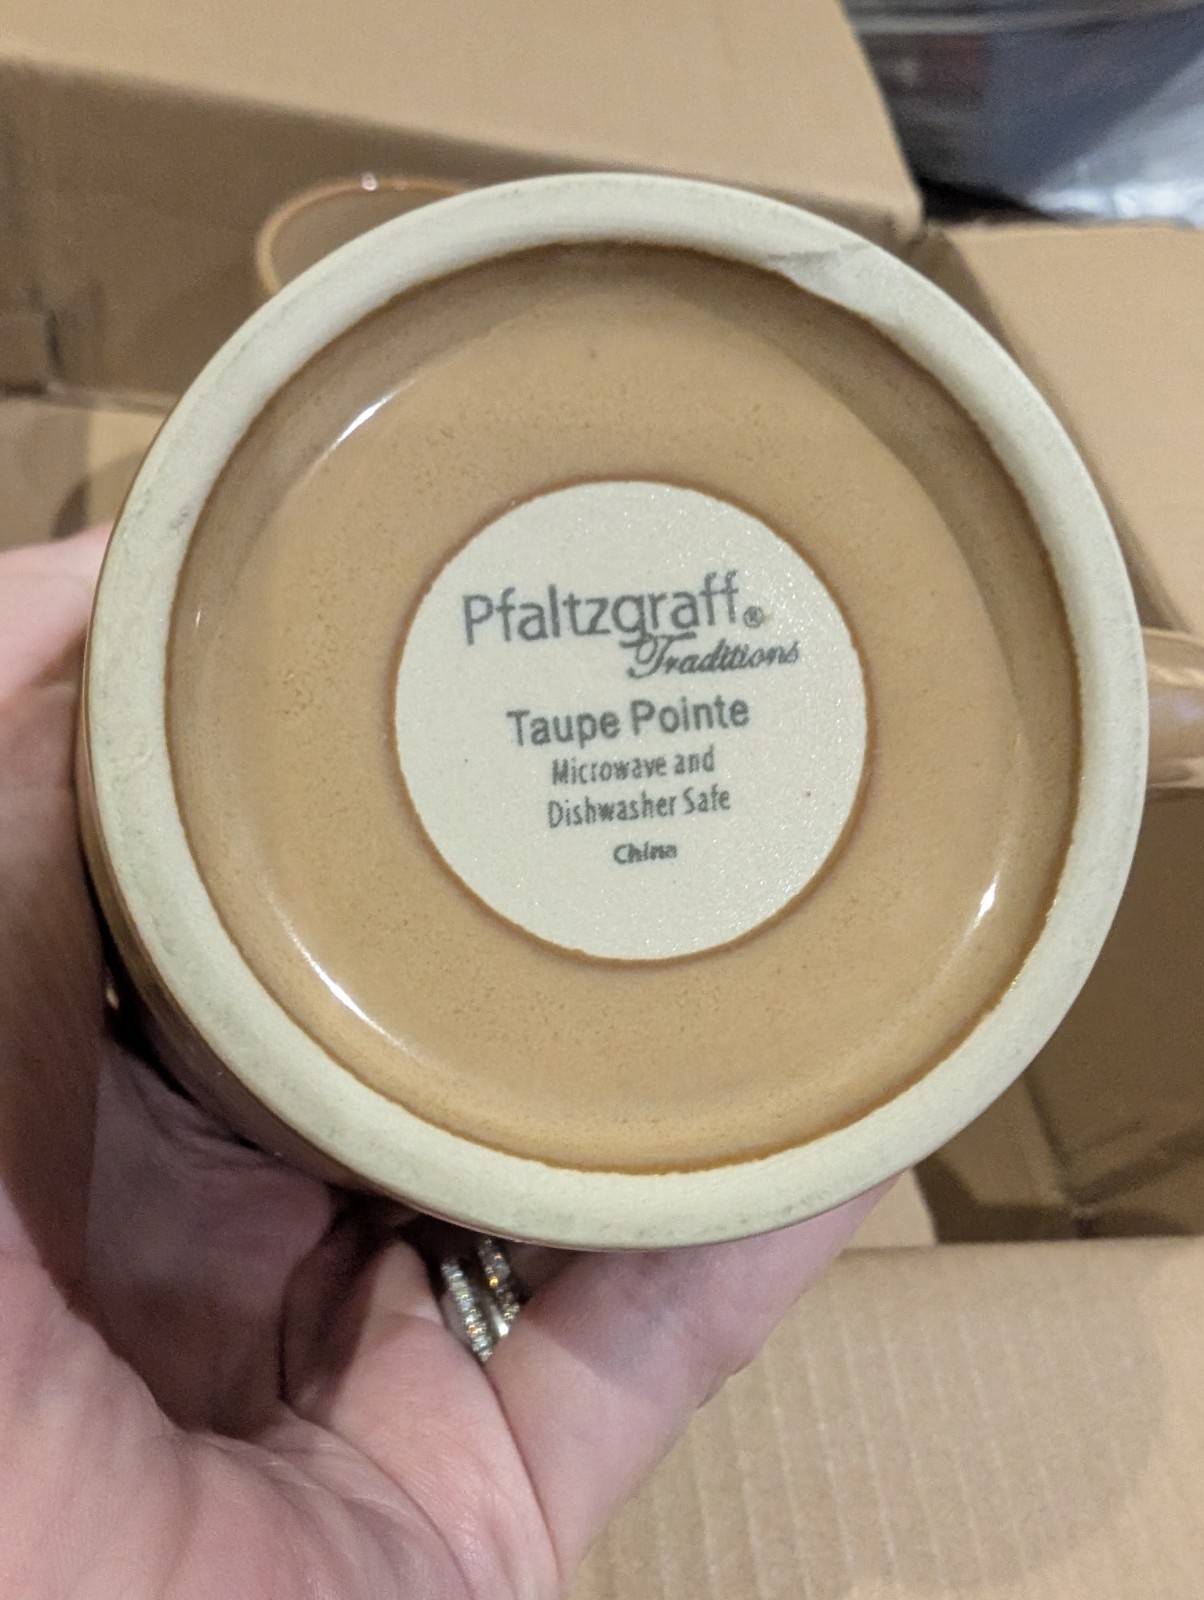 Pfaltzgraff®
Traditions
Taupe Pointe
Microwave and
Dishwasher Safe
China